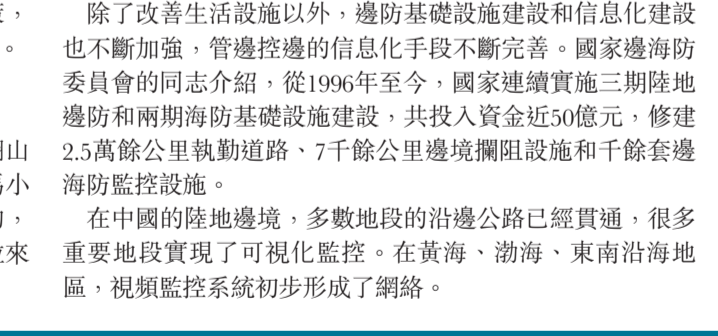 ，
。
山
小
，
來
除了改善生活設施以外，邊防基礎設施建設和信息化建設
也不斷加強，管邊控邊的信息化手段不斷完善。國家邊海防
委員會的同志介紹，從1996年至今，國家連續實施三期陸地
邊防和兩期海防基礎設施建設，共投入資金近50億元，修建
2.5萬餘公里執勤道路、7千餘公里邊境攔阻設施和千餘套邊
海防監控設施。
在中國的陸地邊境，多數地段的沿邊公路已經貫通，很多
重要地段實現了可視化監控。在黃海、渤海、東南沿海地
區，視頻監控系統初步形成了網絡。